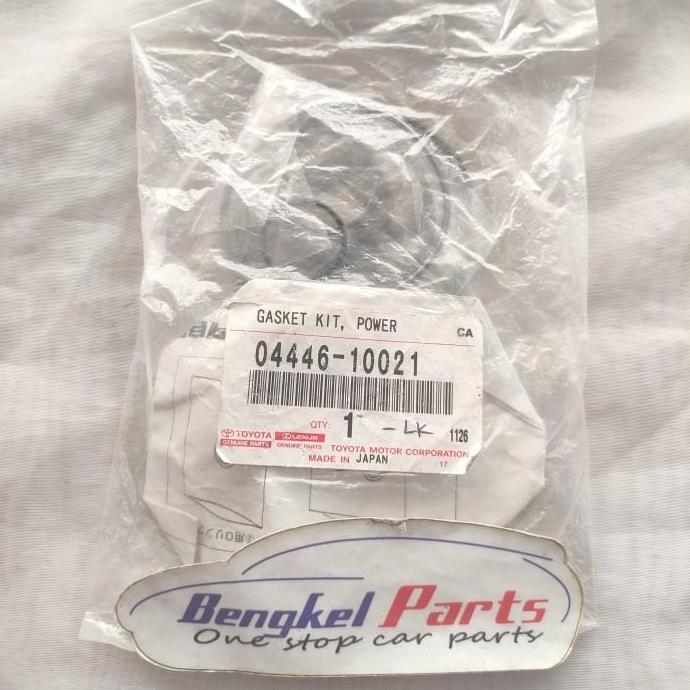 GASKET KIT, POWER CA
04446-10021
QTY: 1 - LK 1126
TOYOTA LEXUS
GENUINE PARTS GENUINE PARTS TOYOTA MOTOR CORPORATION
MADE IN JAPAN 17
Bengkel Parts
One stop car parts